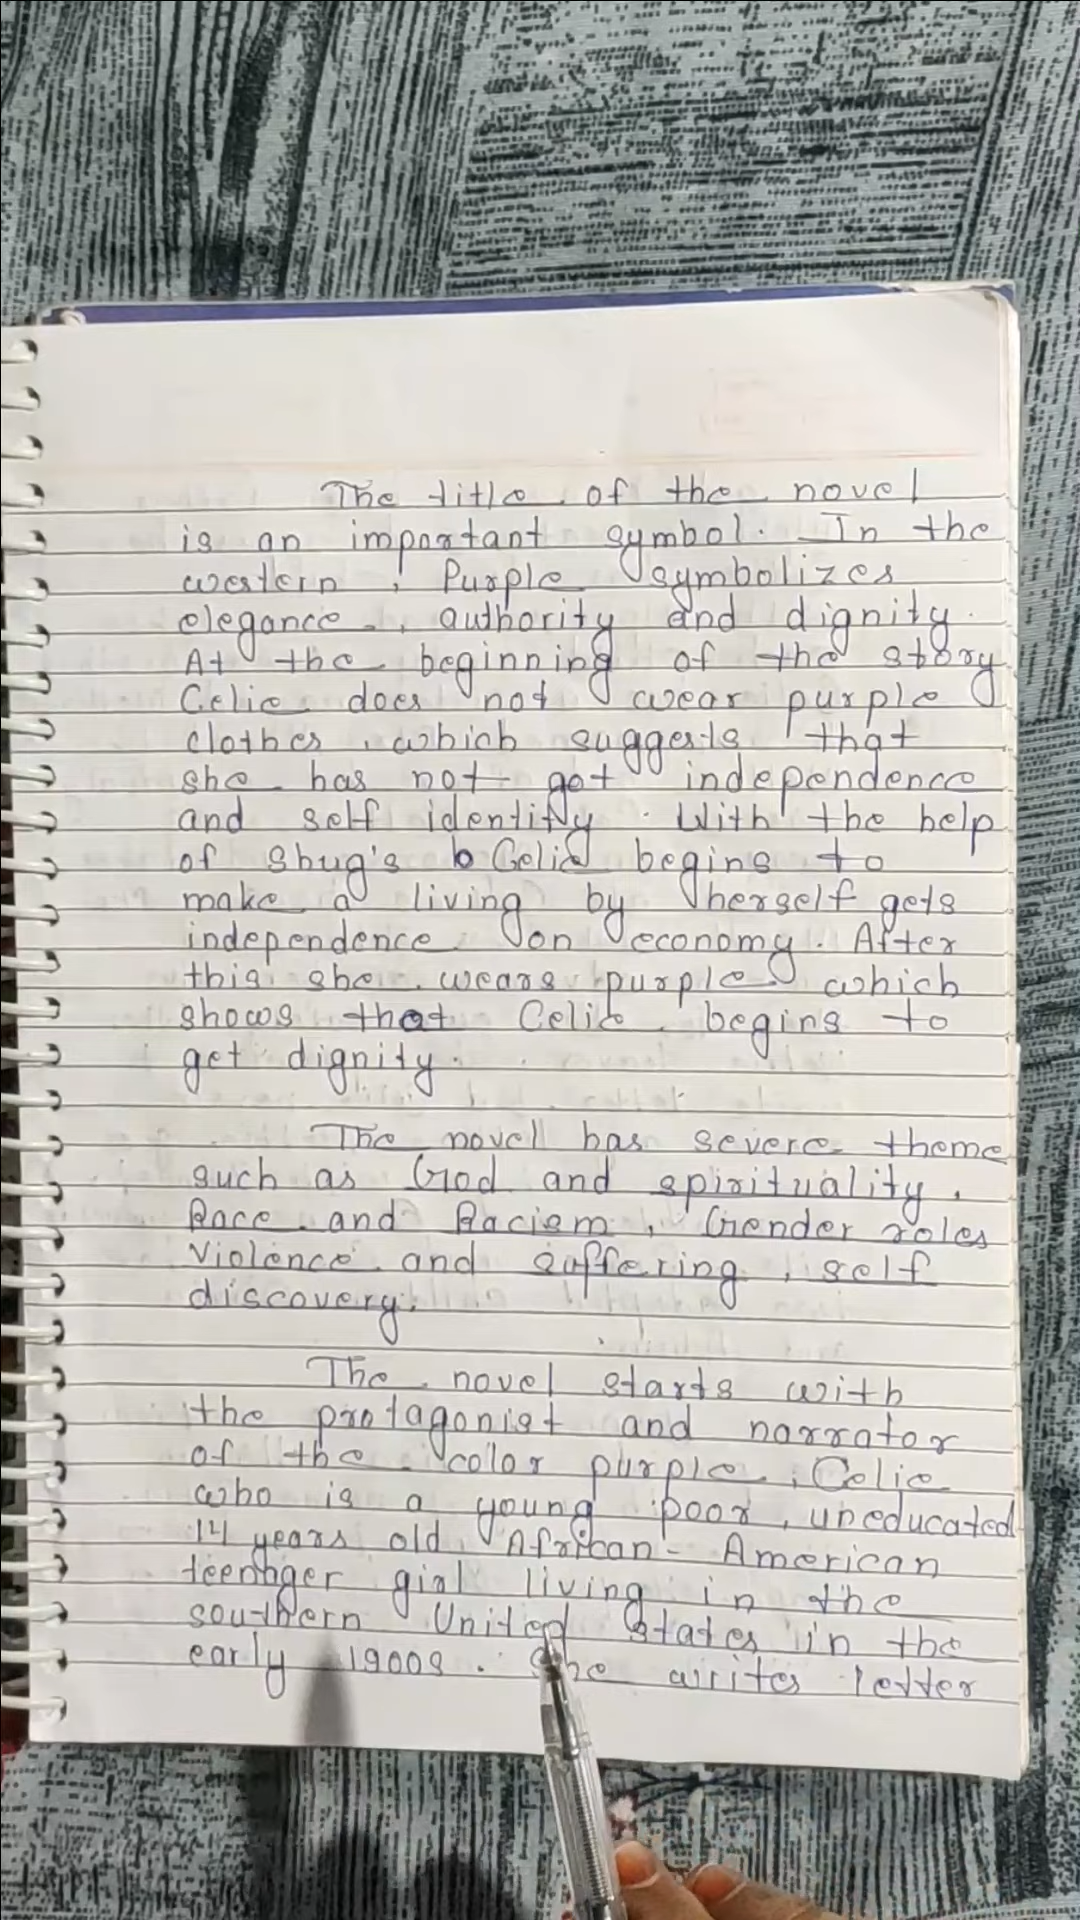 The title of the novel
is an important symbol. In the
western, Purple symbolizes
elegance, authority and dignity.
At the beginning of the story
Celie does not wear purple
clothes, which suggests that
she has not got independence
and self identify. With the help
of Shug's Celie begins to
make a living by herself gets
independence on economy. After
this she wears purple which
shows that Celie begins to
get dignity.
The novell has severe theme
such as God and spirituality,
Race and Racism, Gender roles
Violence and suffering, self
discovery.
The novel starts with
the protagonist and narrator
of the color purple, Celie
who is a young poor, uneducated
14 years old African-American
teenager girl living in the
southern United States in the
early 1900s. She writes letter